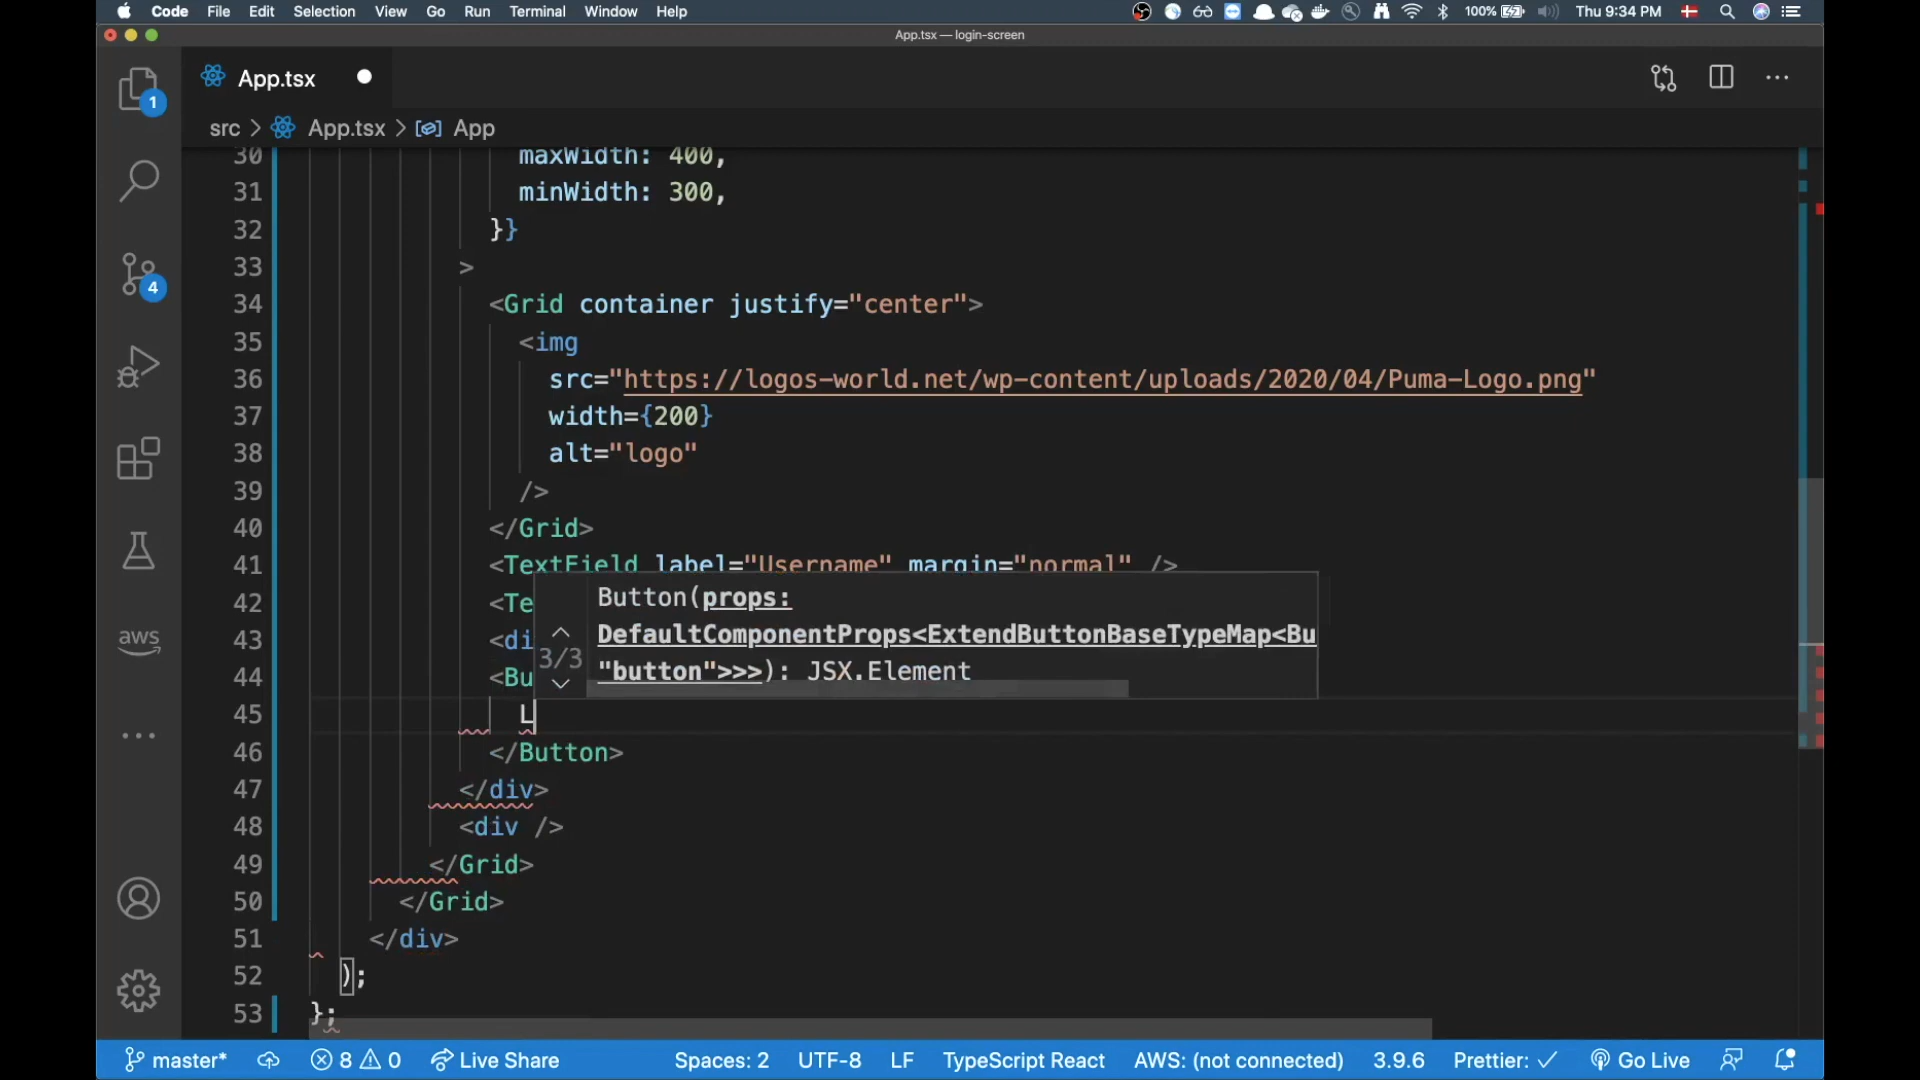 Code File Edit Selection View Go Run Terminal Window Help 100% Thu 9:34 PM
App.tsx — login-screen
App.tsx
1
src > App.tsx > App
30 maxWidth: 400,
31 minWidth: 300,
32 }}
33 >
34 <Grid container justify="center">
35 <img
36 src="https://logos-world.net/wp-content/uploads/2020/04/Puma-Logo.png"
37 width={200}
38 alt="logo"
39 />
40 </Grid>
41 <TextField label="Username" margin="normal" />
42 <Te
43 <di
44 <Bu
Button(props:
DefaultComponentProps<ExtendButtonBaseTypeMap<Bu
3/3
"button">>>): JSX.Element
45 L
46 </Button>
47 </div>
48 <div />
49 </Grid>
50 </Grid>
51 </div>
52 );
53 };
4
aws
master* 8 0 Live Share Spaces: 2 UTF-8 LF TypeScript React AWS: (not connected) 3.9.6 Prettier: ✓ Go Live